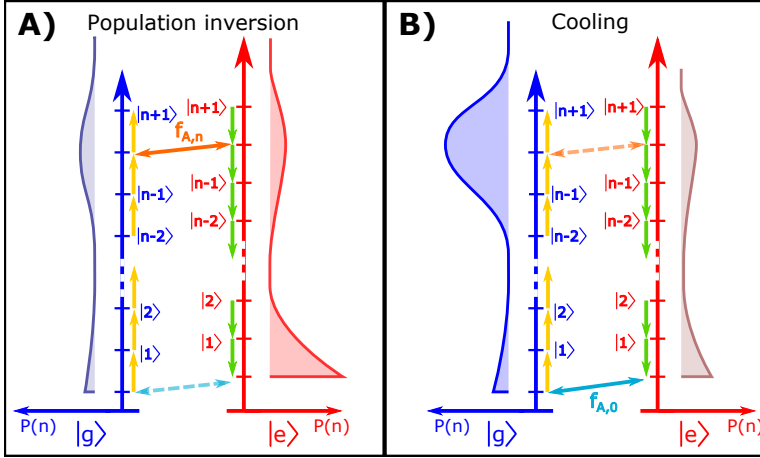 A) Population inversion
|n+1⟩
|n+1⟩
f_A,n
|n-1⟩
|n-1⟩
|n-2⟩
|n-2⟩
|2⟩
|2⟩
|1⟩
|1⟩
P(n)
|g⟩
|e⟩
P(n)
B) Cooling
|n+1⟩
|n+1⟩
|n-1⟩
|n-1⟩
|n-2⟩
|n-2⟩
|2⟩
|2⟩
|1⟩
|1⟩
f_A,0
P(n)
|g⟩
|e⟩
P(n)